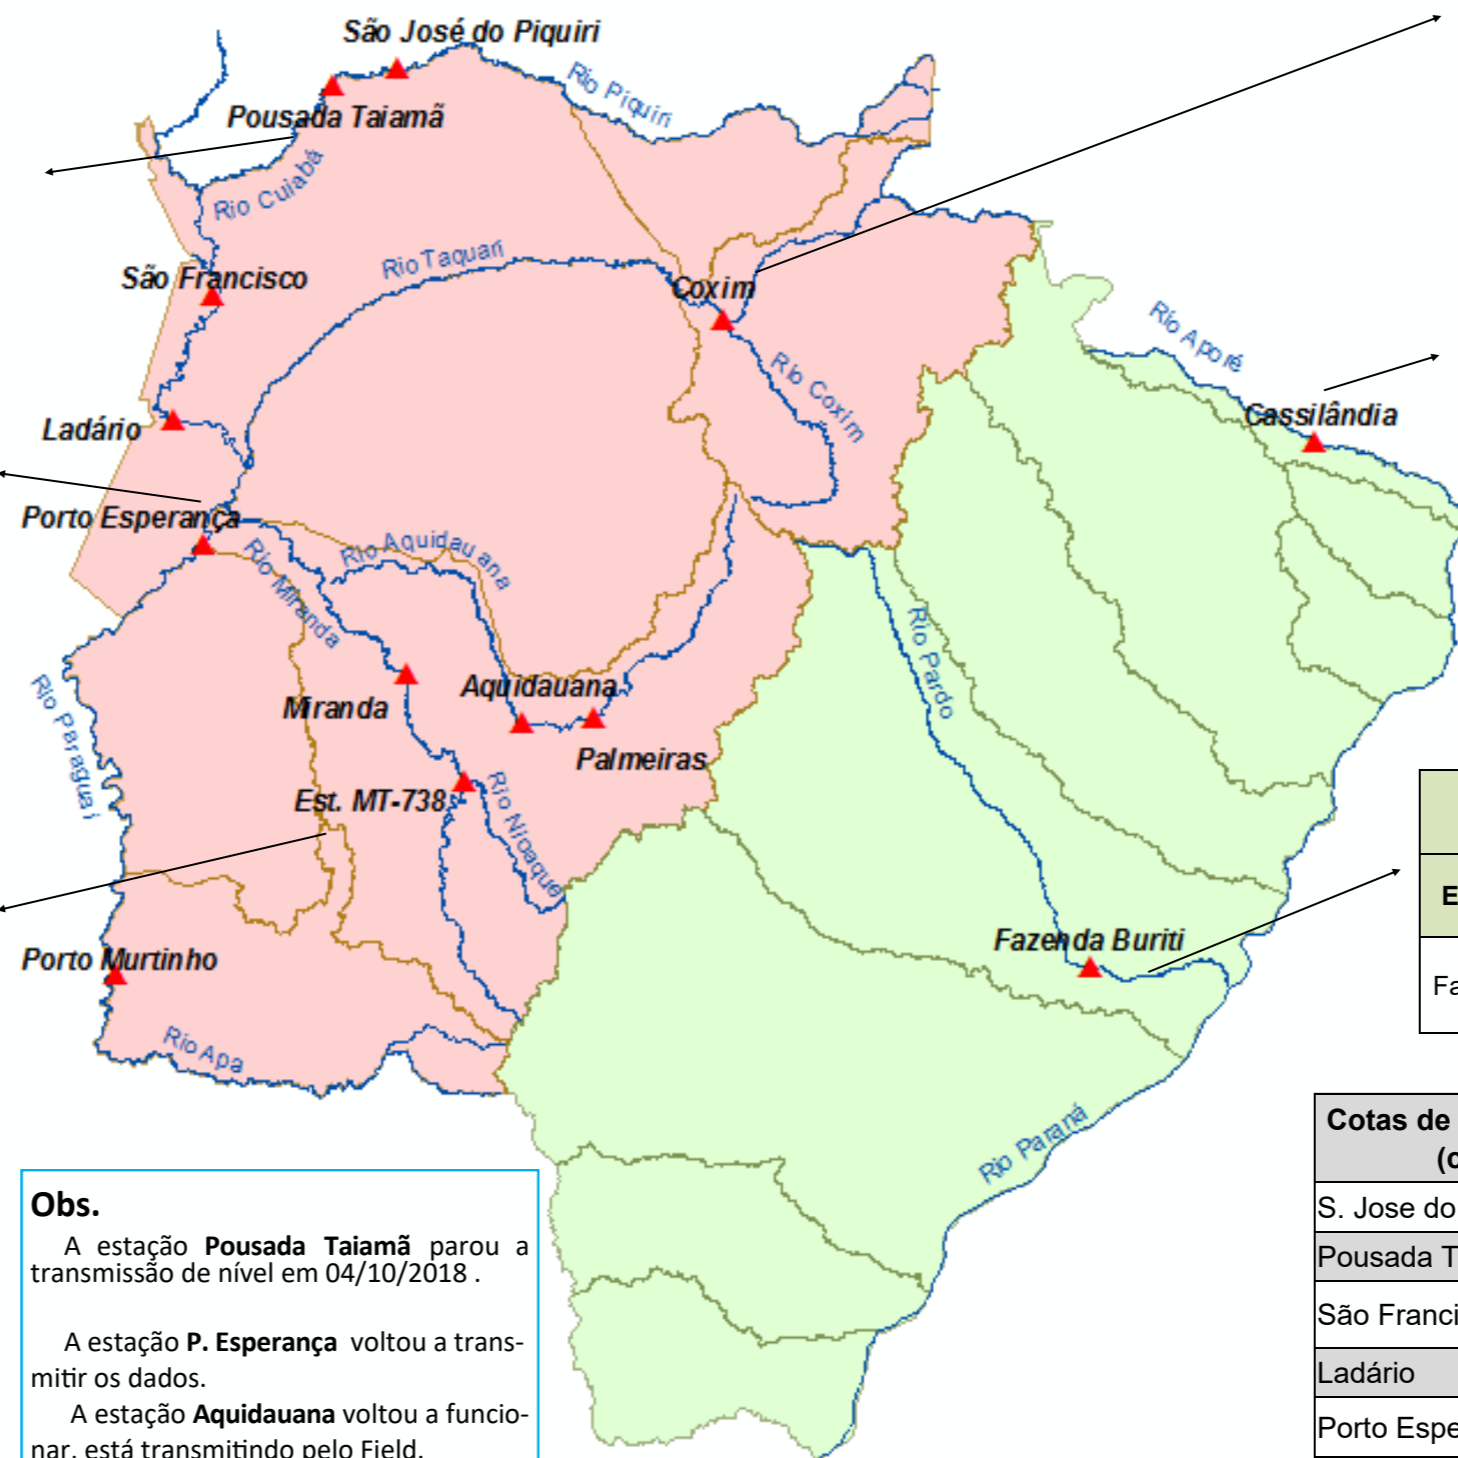 São José do Piquiri
Rio Piquiri
Pousada Taiamã
Rio Cuiabá
Rio Taquari
São Francisco
Coxim
Rio Aporé
Rio Coxim
Cassilândia
Ladário
Porto Esperança
Rio Aquidauana
Rio Miranda
Rio Pardo
Rio Paraguai
Miranda
Aquidauana
Palmeiras
Est. MT-738
Rio Nioaque
E
Fa
Fazenda Buriti
Porto Murtinho
Rio Apa
Rio Paraná
Cotas de
(c
S. Jose do
Pousada T
São Franci
Ladário
Porto Espe
Obs.
A estação Pousada Taiamã parou a
transmissão de nível em 04/10/2018 .
A estação P. Esperança voltou a trans-
mitir os dados.
A estação Aquidauana voltou a funcio-
nar, está transmitindo pelo Field.